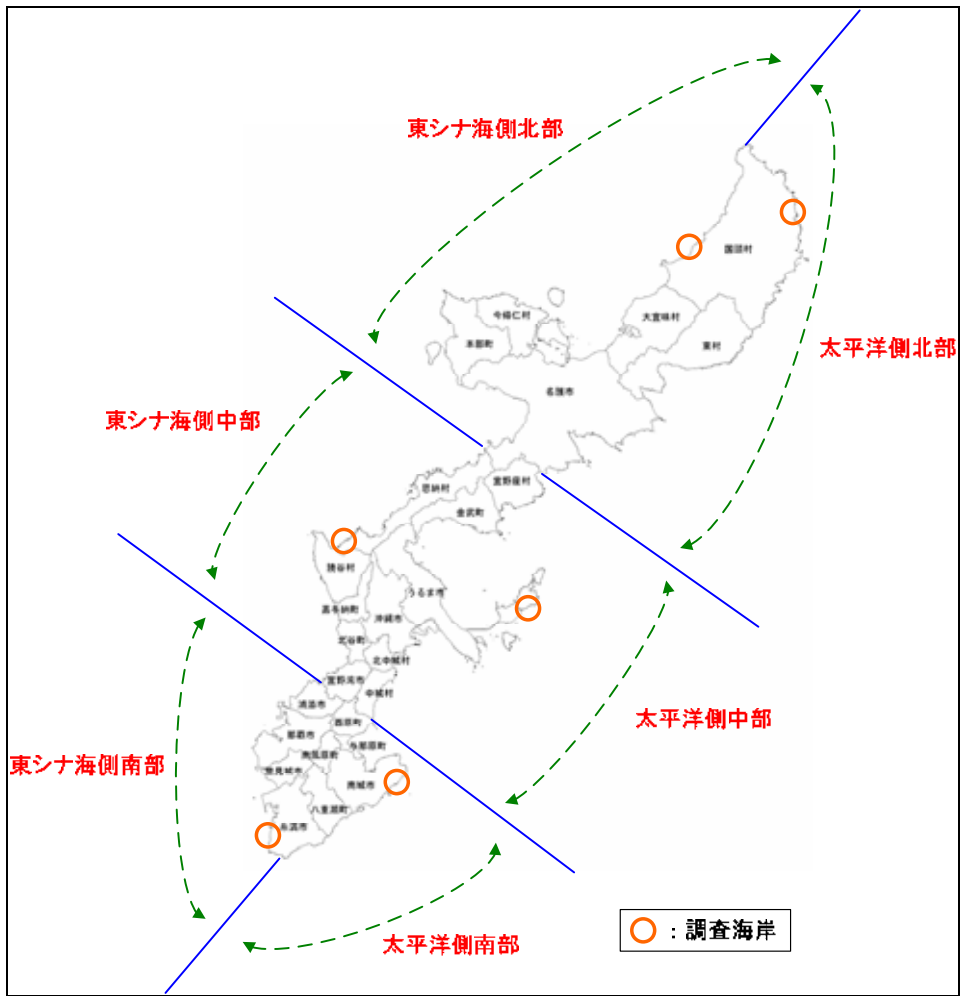 東シナ海側北部
国頭村
今帰仁村
大宜味村
本部町
東村
太平洋側北部
名護市
東シナ海側中部
宜野座村
恩納村
金武町
読谷村
うるま市
嘉手納町
沖縄市
北谷町
北中城村
宜野湾市
中城村
浦添市
太平洋側中部
西原町
那覇市
与那原町
南風原町
東シナ海側南部
豊見城市
南城市
八重瀬町
糸満市
：調査海岸
太平洋側南部